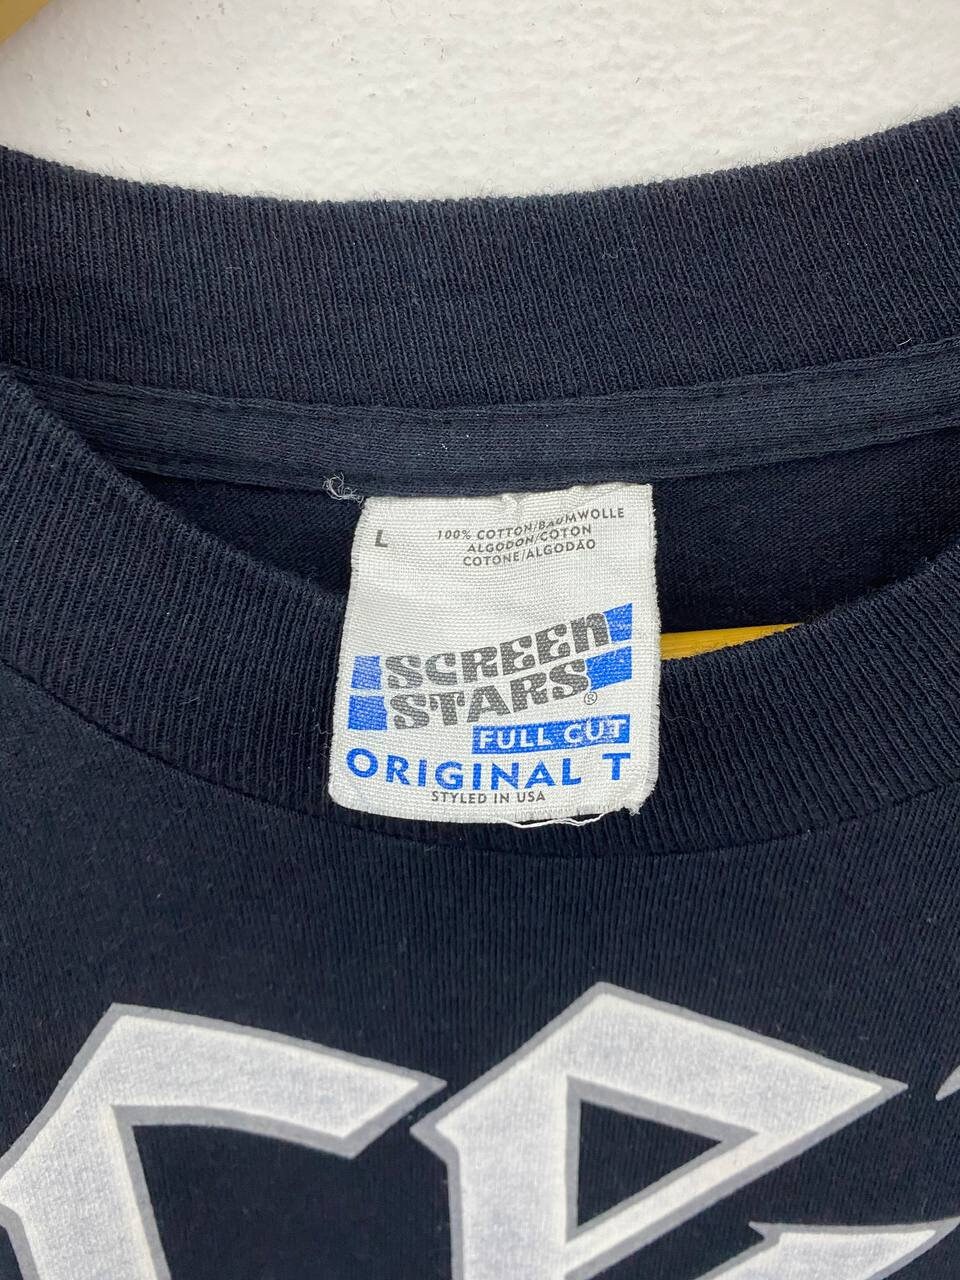 L
100% COTTON/BAUMWOLLE
ALGODON/COTON
COTONE/ALGODÃO
SCREEN
STARS®
FULL CUT
ORIGINAL T
STYLED IN USA